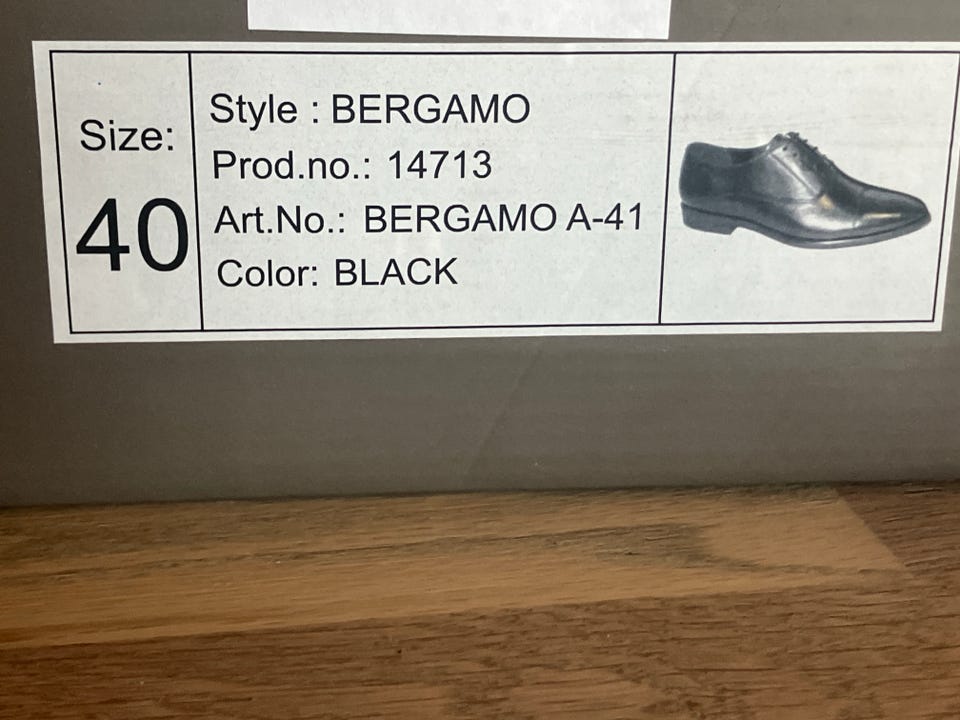 Size:
40
Style : BERGAMO
Prod.no.: 14713
Art.No.: BERGAMO A-41
Color: BLACK